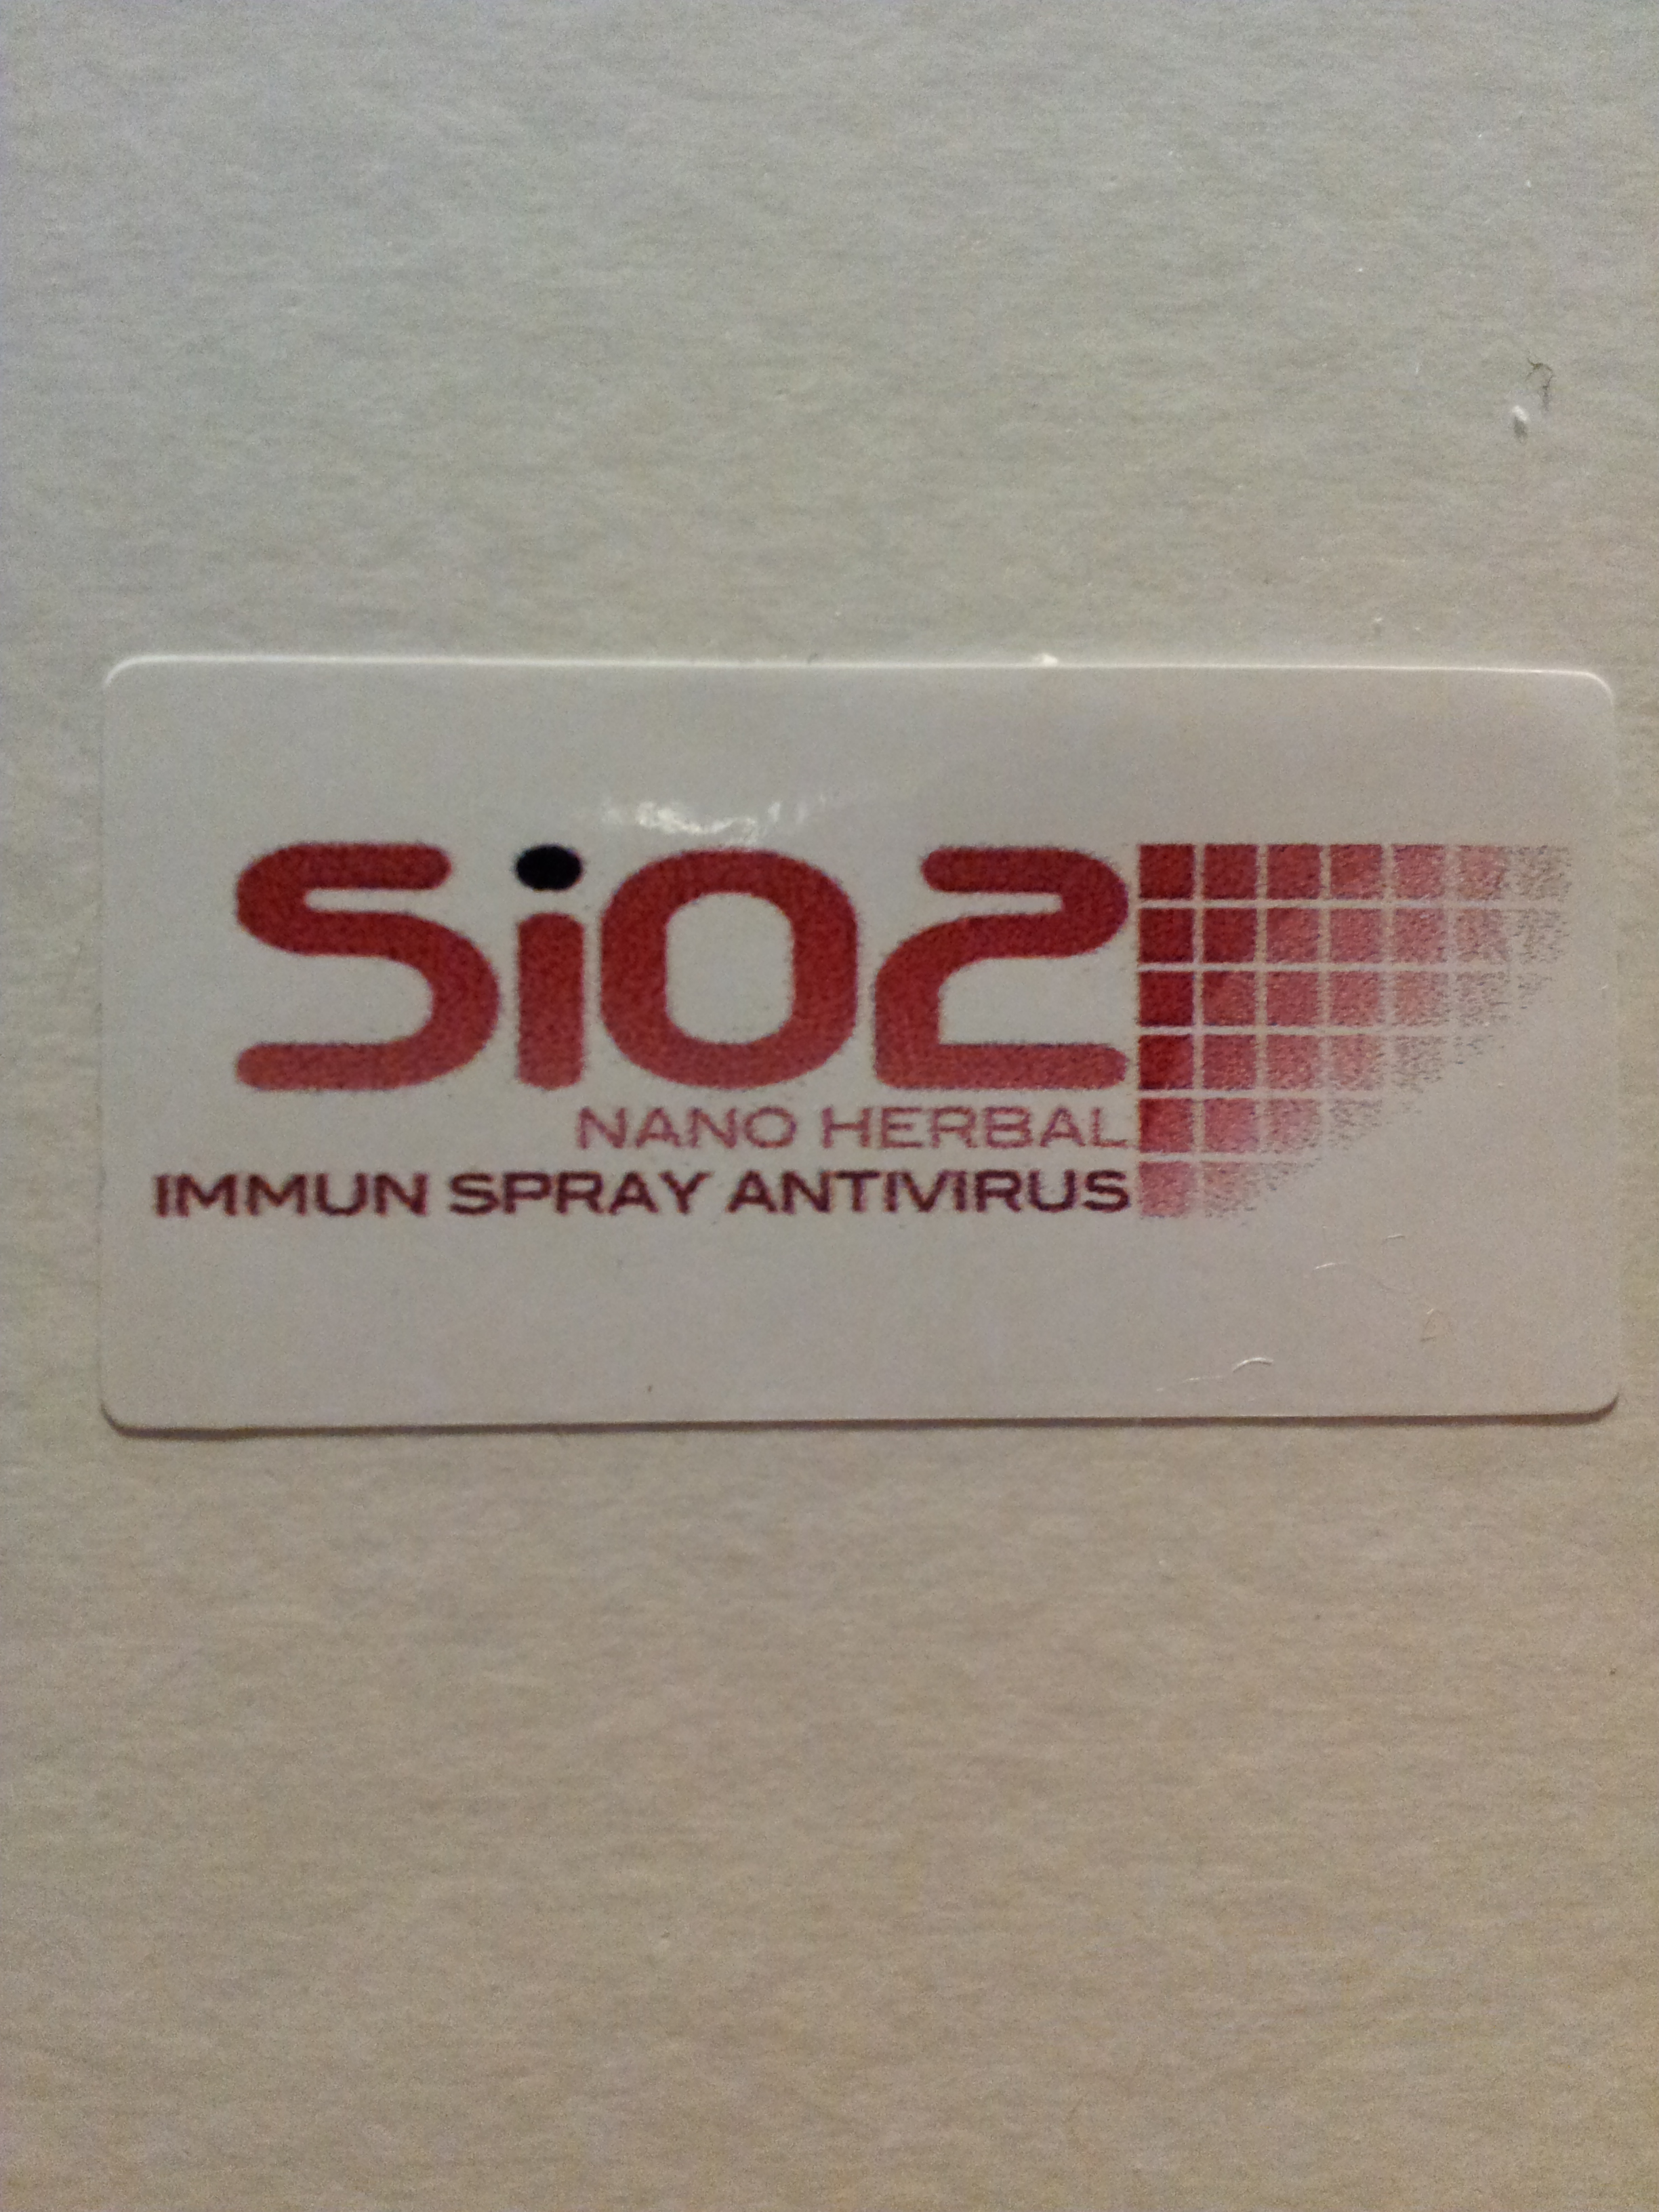 SiO2
NANO HERBAL
IMMUN SPRAY ANTIVIRUS